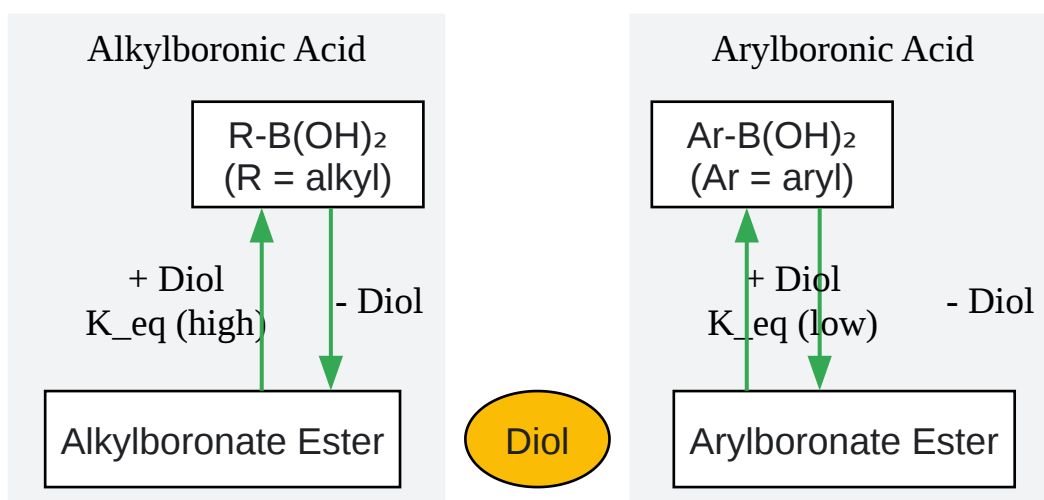 Alkylboronic Acid
R-B(OH)₂
(R = alkyl)
+ Diol
K_eq (high)
- Diol
Alkylboronate Ester
Diol
Arylboronic Acid
Ar-B(OH)₂
(Ar = aryl)
+ Diol
K_eq (low)
- Diol
Arylboronate Ester